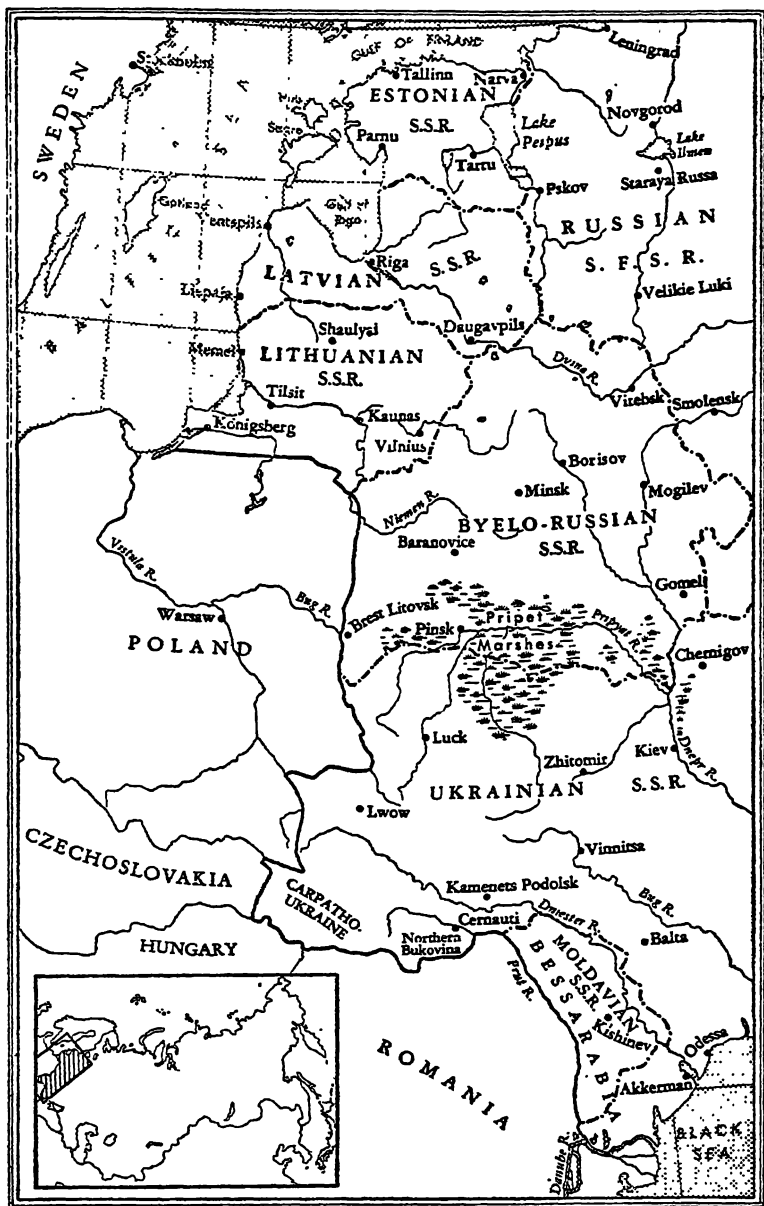 GULF OF FINLAND
Leningrad
Tallinn
Narva
SWEDEN
ESTONIAN
S.S.R.
Novgorod
Lake
Peipus
Lake
Ilmen
Parnu
Tartu
Staraya Russa
Pskov
Gulf of
Riga
RUSSIAN
S. F. S. R.
Riga
S.S.R.
LATVIAN
Velikie Luki
Daugavpils
Shaulyai
Memel
LITHUANIAN
S.S.R.
Dvina R.
Tilsit
Vitebsk
Smolensk
Königsberg
Kaunas
Vilnius
Borisov
Minsk
Mogilev
Niemen R.
BYELO-RUSSIAN
S.S.R.
Baranovice
Vistula R.
Gomel
Bug R.
Warsaw
Brest Litovsk
Pinsk
Pripet
Marshes
Pripyat R.
POLAND
Chernigov
Luck
Zhitomir
Kiev
Dnepr R.
UKRAINIAN
S.S.R.
Lwow
Vinnitsa
CZECHOSLOVAKIA
CARPATHO-
UKRAINE
Kamenets Podolsk
Bug R.
HUNGARY
Cernauti
Northern
Bukovina
Dniester R.
Balta
MOLDAVIAN
S.S.R.
BESSARABIA
Prut R.
Kishinev
Odessa
ROMANIA
Akkerman
BLACK
SEA
Danube R.